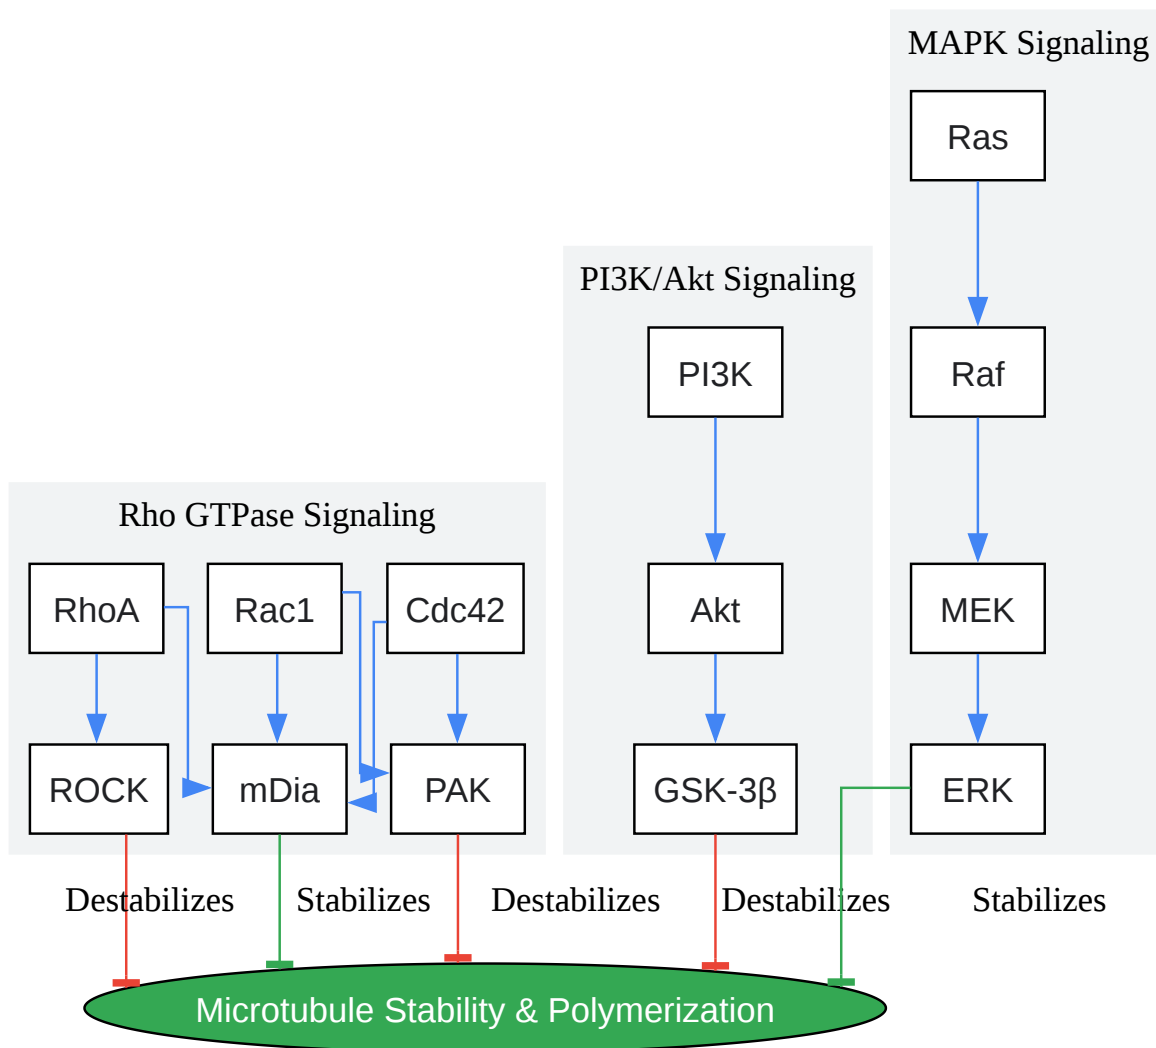 MAPK Signaling
Ras
PI3K/Akt Signaling
PI3K
Raf
Rho GTPase Signaling
RhoA
Rac1
Cdc42
Akt
MEK
ROCK
mDia
PAK
GSK-3β
ERK
Destabilizes
Stabilizes
Destabilizes
Destabilizes
Stabilizes
Microtubule Stability & Polymerization